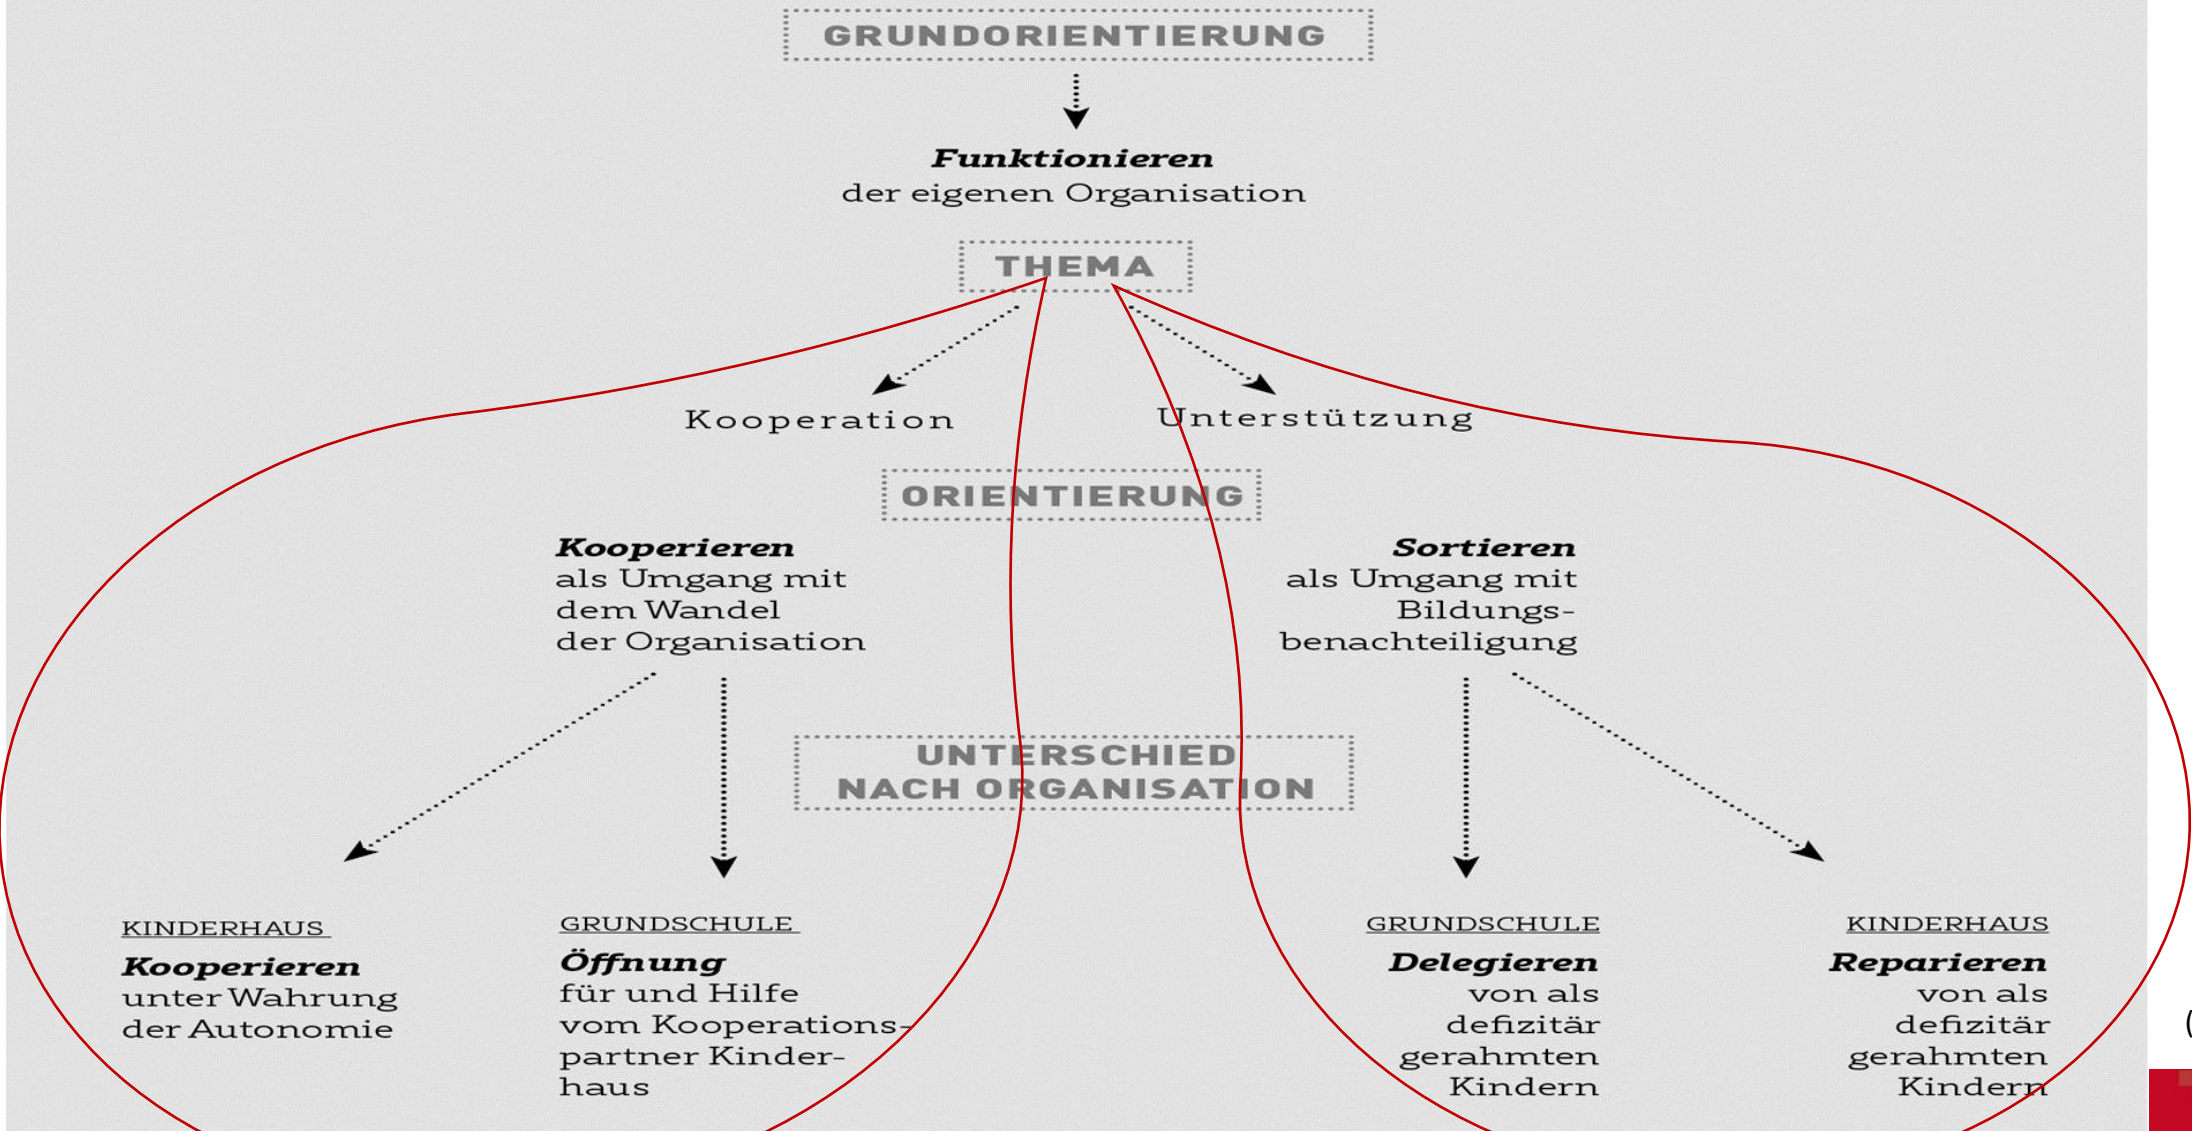 GRUNDORIENTIERUNG
Funktionieren
der eigenen Organisation
THEMA
Kooperation
Unterstützung
ORIENTIERUNG
Kooperieren
als Umgang mit
dem Wandel
der Organisation
Sortieren
als Umgang mit
Bildungs-
benachteiligung
UNTERSCHIED
NACH ORGANISATION
KINDERHAUS
Kooperieren
unter Wahrung
der Autonomie
GRUNDSCHULE
Öffnung
für und Hilfe
vom Kooperations-
partner Kinder-
haus
GRUNDSCHULE
Delegieren
von als
defizitär
gerahmten
Kindern
KINDERHAUS
Reparieren
von als
defizitär
gerahmten
Kindern
(